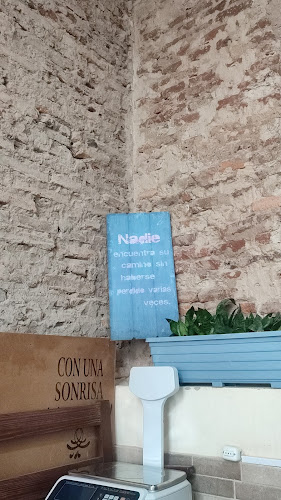 Nadie
encuentra su
camino sin
haberse
perdido varias
veces.
CON UNA
SONRISA